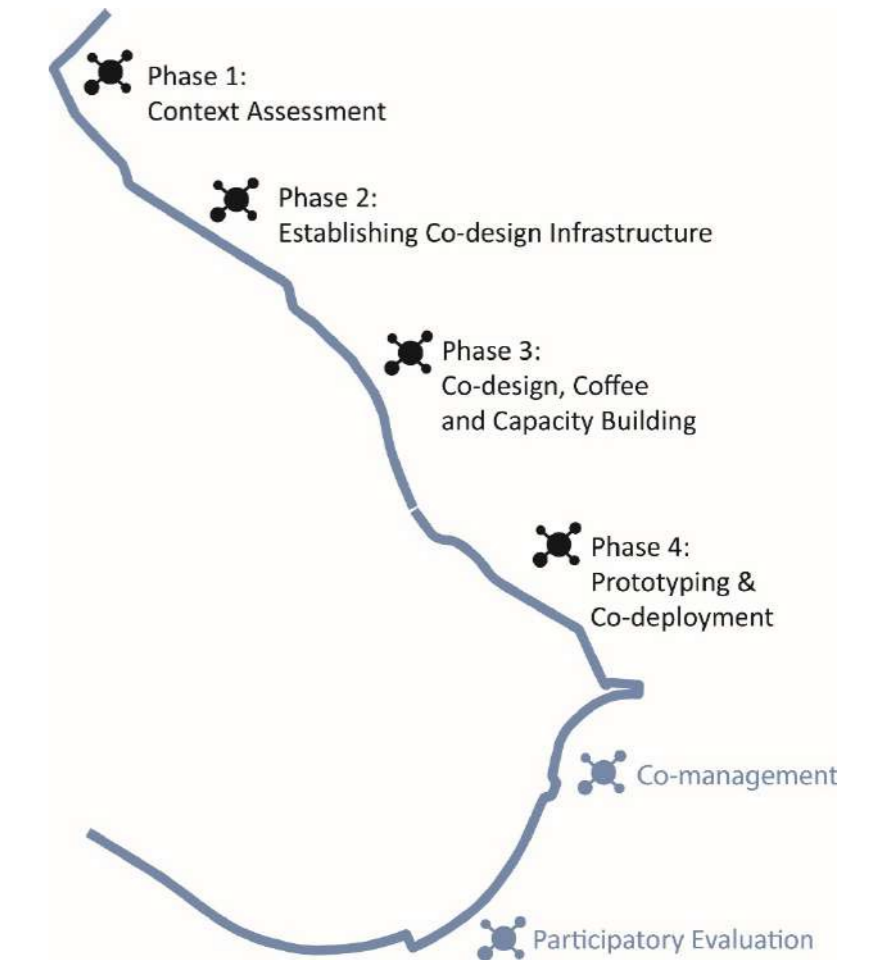 Phase 1:
Context Assessment
Phase 2:
Establishing Co-design Infrastructure
Phase 3:
Co-design, Coffee
and Capacity Building
Phase 4:
Prototyping &
Co-deployment
Co-management
Participatory Evaluation